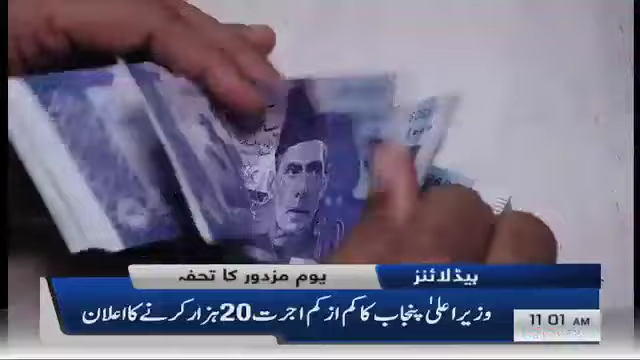 ہیڈلائنز
یوم مزدور کا تحفہ
وزیراعلیٰ پنجاب کا کم از کم اجرت 20 ہزار کرنے کا اعلان
11 01 AM